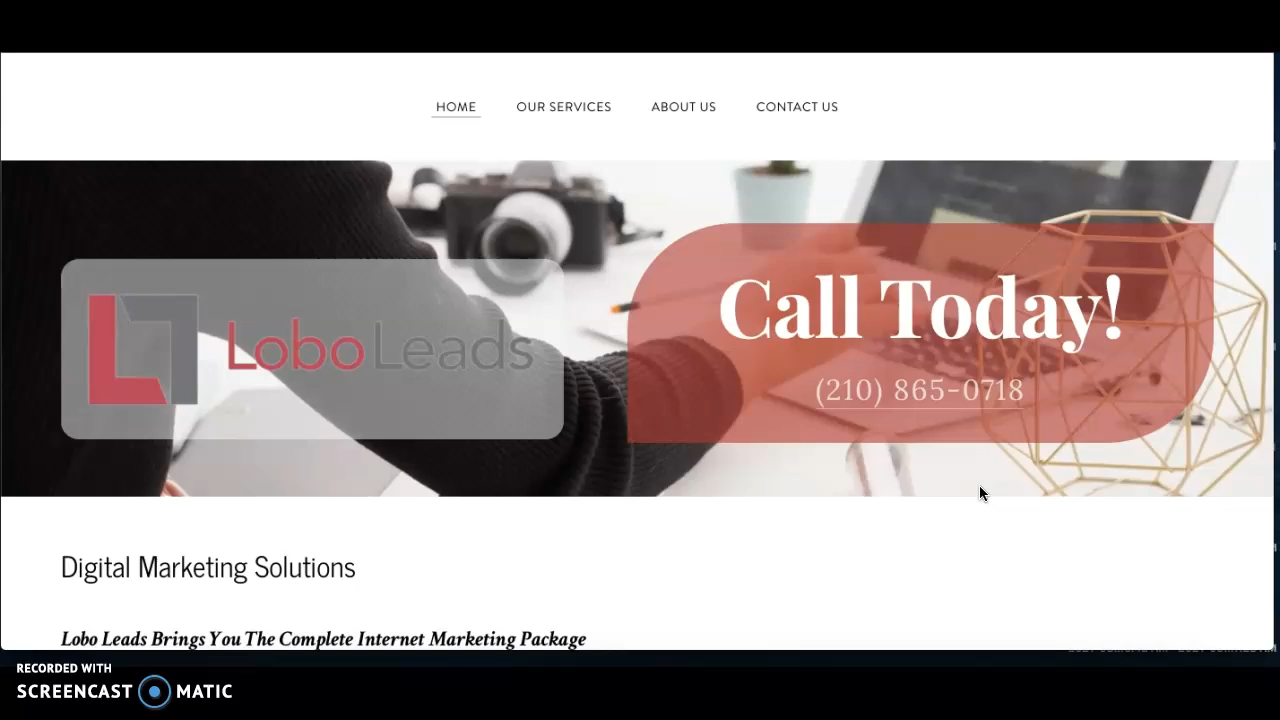 HOME OUR SERVICES ABOUT US CONTACT US
Lobo Leads
Call Today!
(210) 865-0718
Digital Marketing Solutions
Lobo Leads Brings You The Complete Internet Marketing Package
RECORDED WITH
SCREENCAST MATIC